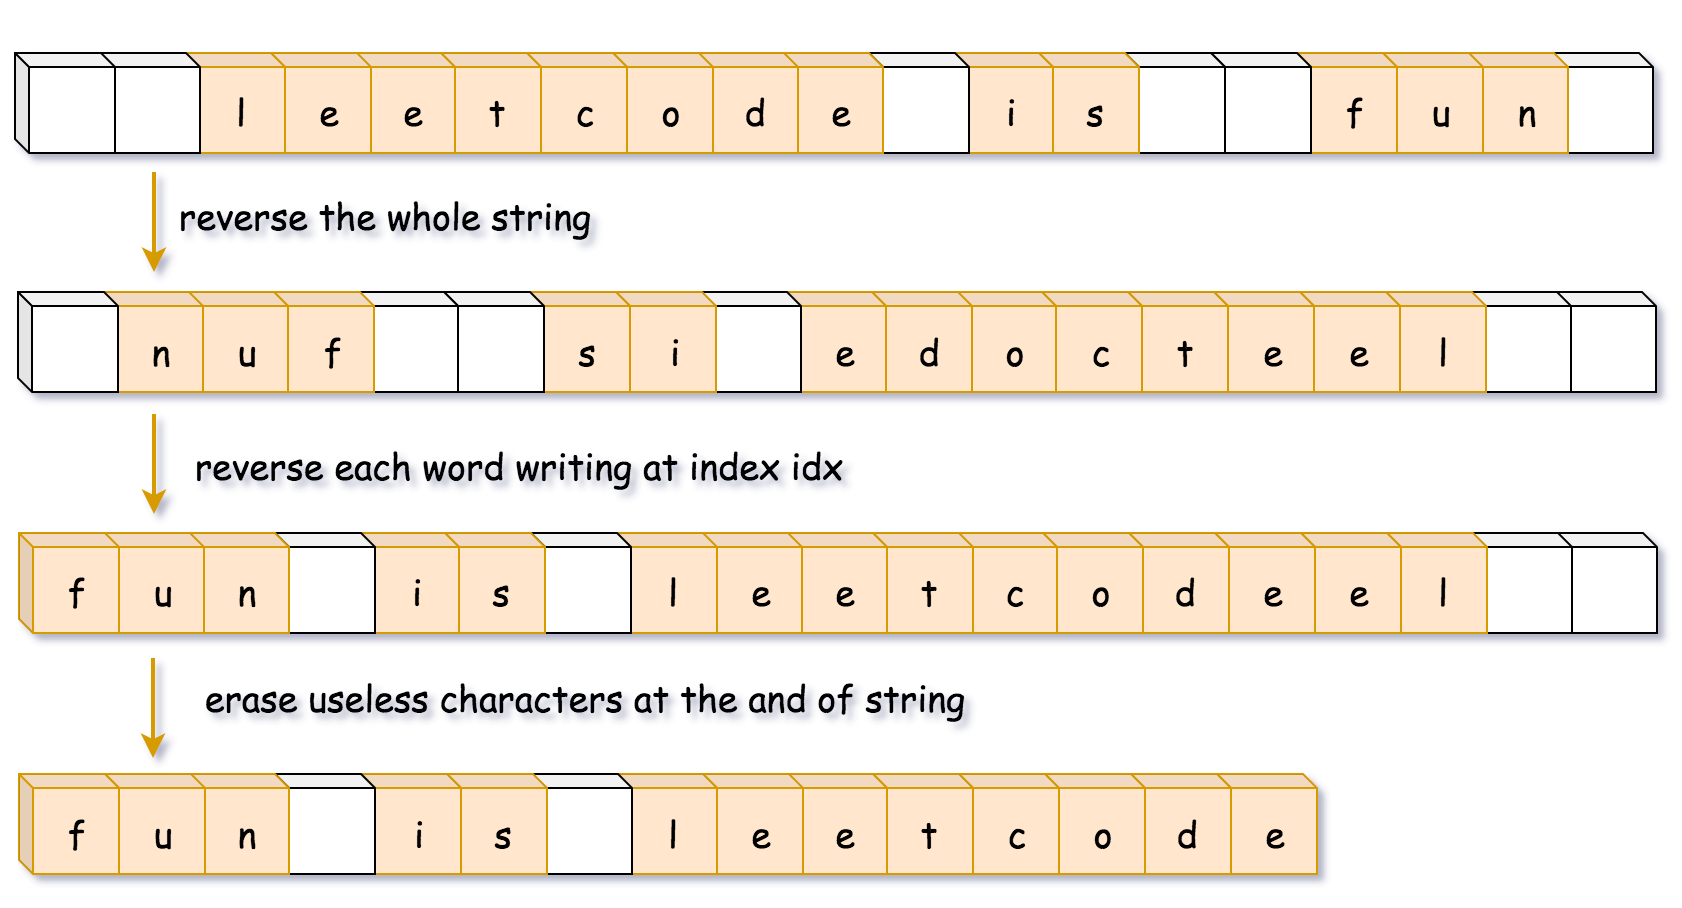 l e e t c o d e i s f u n
reverse the whole string
n u f s i e d o c t e e l
reverse each word writing at index idx
f u n i s l e e t c o d e e l
erase useless characters at the and of string
f u n i s l e e t c o d e